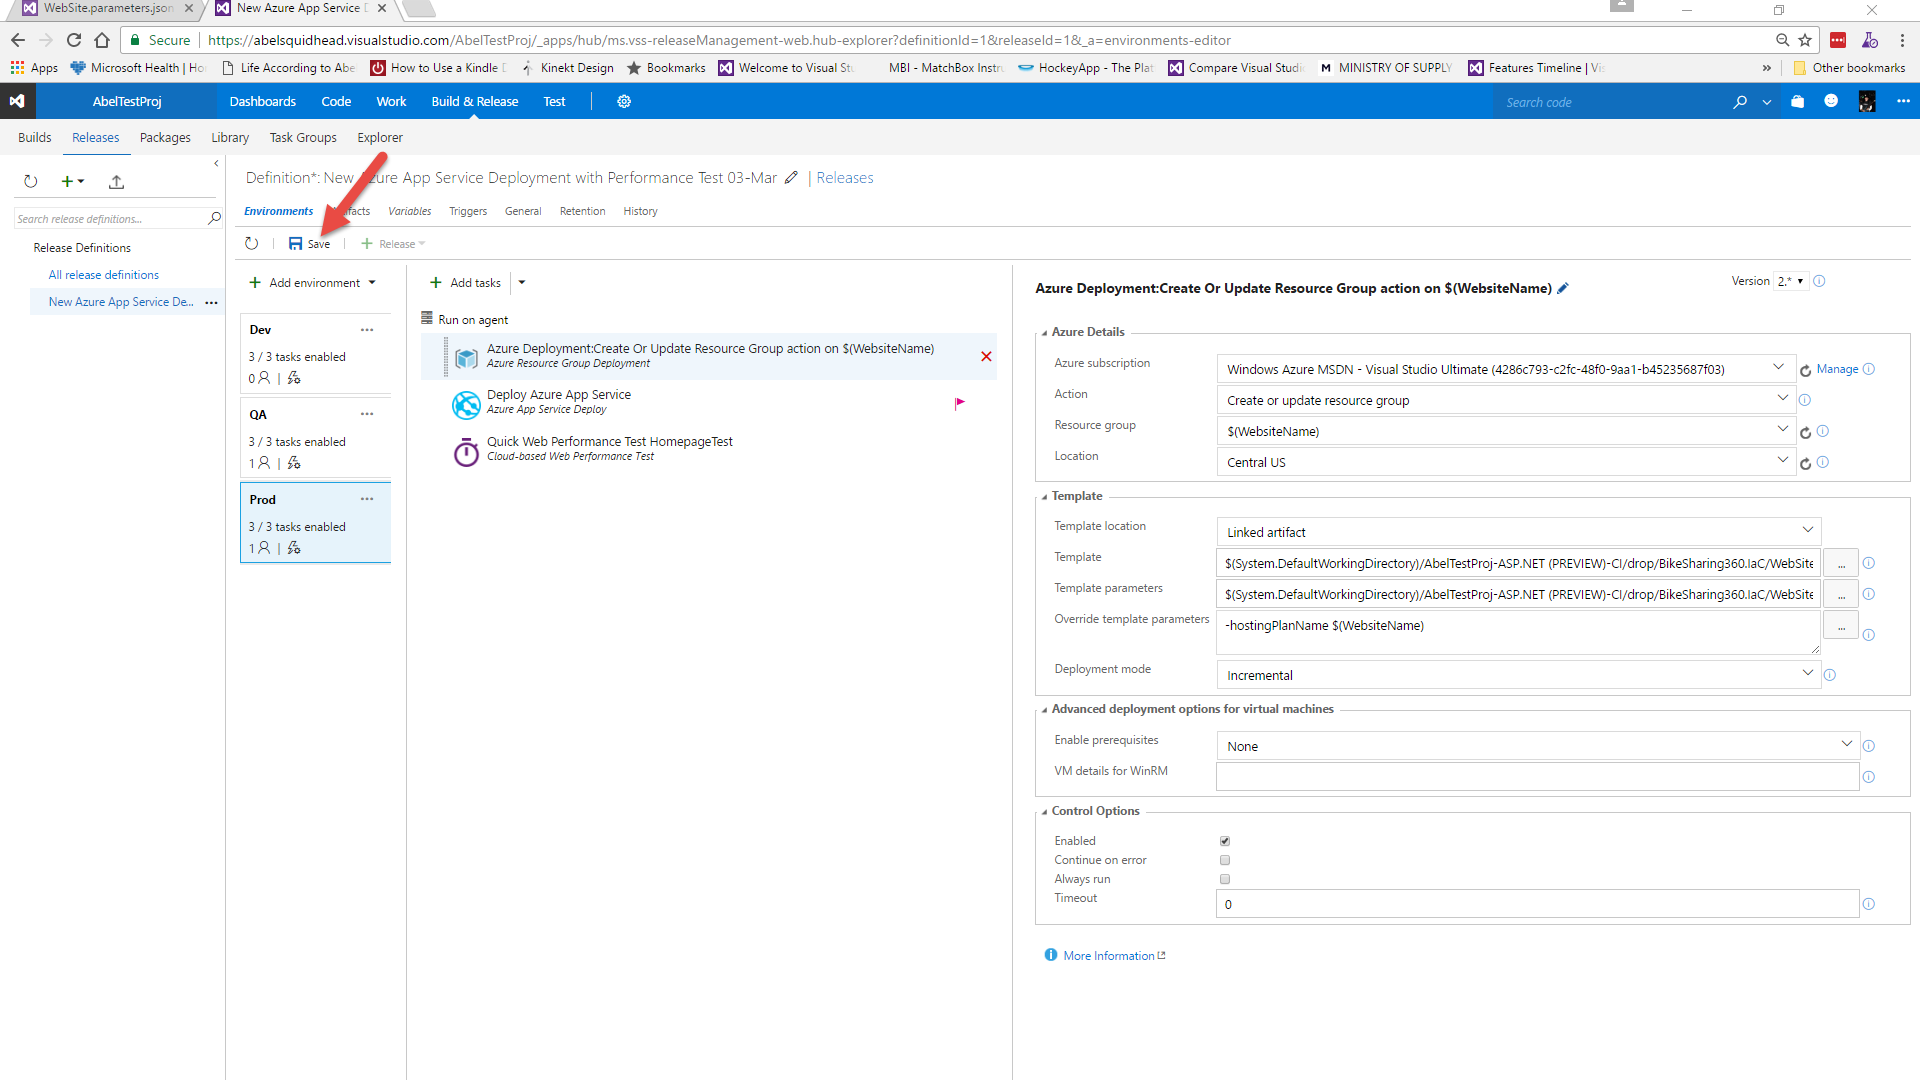 WebSite.parameters.json
New Azure App Service D
Secure
https://abelsquidhead.visualstudio.com/AbelTestProj/_apps/hub/ms.vss-releaseManagement-web.hub-explorer?definitionId=1&releaseId=1&_a=environments-editor
Apps
Microsoft Health | Ho
Life According to Abe
How to Use a Kindle D
Kinekt Design
Bookmarks
Welcome to Visual Stu
MBI - MatchBox Instru
HockeyApp - The Plat
Compare Visual Studi
M MINISTRY OF SUPPLY
Features Timeline | Vis
»
Other bookmarks
AbelTestProj
Dashboards
Code
Work
Build & Release
Test
Search code
Builds
Releases
Packages
Library
Task Groups
Explorer
Definition*: New Azure App Service Deployment with Performance Test 03-Mar
| Releases
Search release definitions...
Environments
facts
Variables
Triggers
General
Retention
History
Save
Release
Release Definitions
All release definitions
New Azure App Service De...
Add environment
Dev
3 / 3 tasks enabled
0
QA
3 / 3 tasks enabled
1
Prod
3 / 3 tasks enabled
1
Add tasks
Run on agent
Azure Deployment:Create Or Update Resource Group action on $(WebsiteName)
Azure Resource Group Deployment
Deploy Azure App Service
Azure App Service Deploy
Quick Web Performance Test HomepageTest
Cloud-based Web Performance Test
Azure Deployment:Create Or Update Resource Group action on $(WebsiteName)
Version 2.*
Azure Details
Azure subscription
Windows Azure MSDN - Visual Studio Ultimate (4286c793-c2fc-48f0-9aa1-b45235687f03)
Manage
Action
Create or update resource group
Resource group
$(WebsiteName)
Location
Central US
Template
Template location
Linked artifact
Template
$(System.DefaultWorkingDirectory)/AbelTestProj-ASP.NET (PREVIEW)-CI/drop/BikeSharing360.IaC/WebSite
...
Template parameters
$(System.DefaultWorkingDirectory)/AbelTestProj-ASP.NET (PREVIEW)-CI/drop/BikeSharing360.IaC/WebSite
...
Override template parameters
-hostingPlanName $(WebsiteName)
...
Deployment mode
Incremental
Advanced deployment options for virtual machines
Enable prerequisites
None
VM details for WinRM
Control Options
Enabled
Continue on error
Always run
Timeout
0
More Information